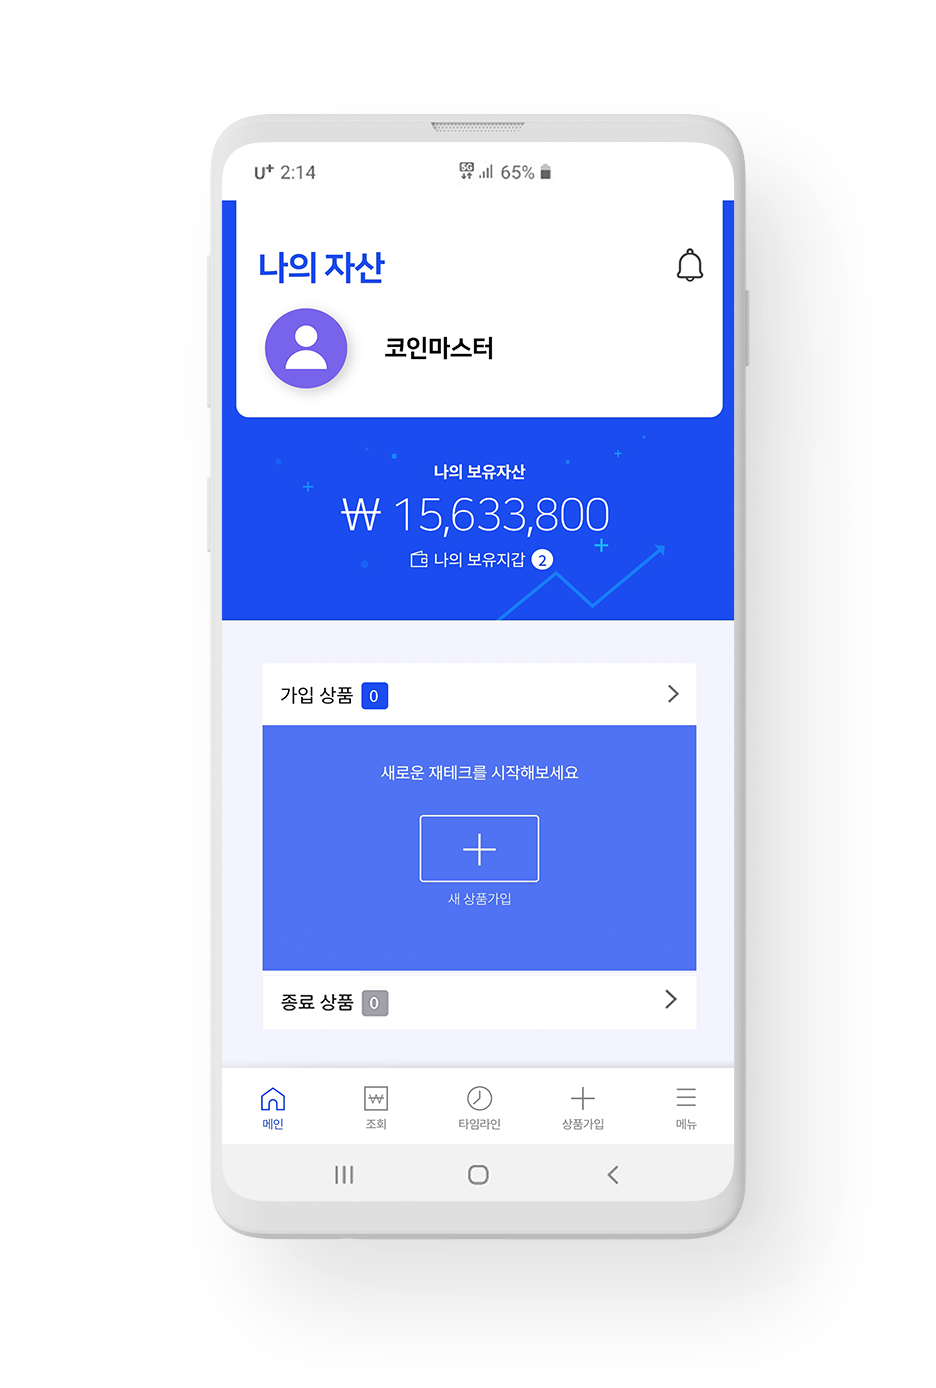 U+ 2:14 5G 65%
나의 자산
코인마스터
나의 보유자산
₩ 15,633,800
나의 보유지갑 2
가입 상품 0
새로운 재테크를 시작해보세요
새 상품가입
종료 상품 0
메인 조회 타임라인 상품가입 메뉴